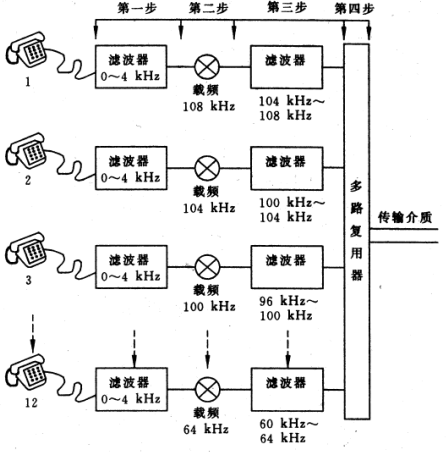 第一步 第二步 第三步 第四步
滤波器
0～4 kHz
载频
108 kHz
滤波器
104 kHz～
108 kHz
1
滤波器
0～4 kHz
载频
104 kHz
滤波器
100 kHz～
104 kHz
2
滤波器
0～4 kHz
载频
100 kHz
滤波器
96 kHz～
100 kHz
3
滤波器
0～4 kHz
载频
64 kHz
滤波器
60 kHz～
64 kHz
12
多
路
复
用
器
传输介质